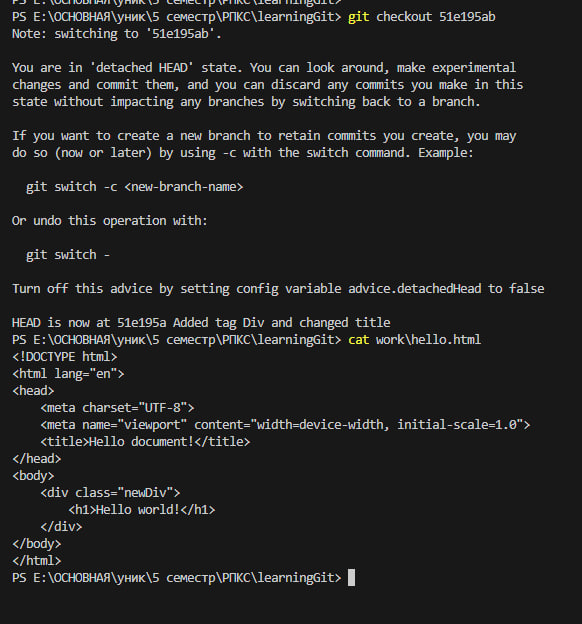 PS E:\ОСНОВНАЯ\уник\5 семестр\РПКС\learningGit>
PS E:\ОСНОВНАЯ\уник\5 семестр\РПКС\learningGit> git checkout 51e195ab
Note: switching to '51e195ab'.
You are in 'detached HEAD' state. You can look around, make experimental
changes and commit them, and you can discard any commits you make in this
state without impacting any branches by switching back to a branch.
If you want to create a new branch to retain commits you create, you may
do so (now or later) by using -c with the switch command. Example:
git switch -c <new-branch-name>
Or undo this operation with:
git switch -
Turn off this advice by setting config variable advice.detachedHead to false
HEAD is now at 51e195a Added tag Div and changed title
PS E:\ОСНОВНАЯ\уник\5 семестр\РПКС\learningGit> cat work\hello.html
<!DOCTYPE html>
<html lang="en">
<head>
    <meta charset="UTF-8">
    <meta name="viewport" content="width=device-width, initial-scale=1.0">
    <title>Hello document!</title>
</head>
<body>
    <div class="newDiv">
        <h1>Hello world!</h1>
    </div>
</body>
</html>
PS E:\ОСНОВНАЯ\уник\5 семестр\РПКС\learningGit>